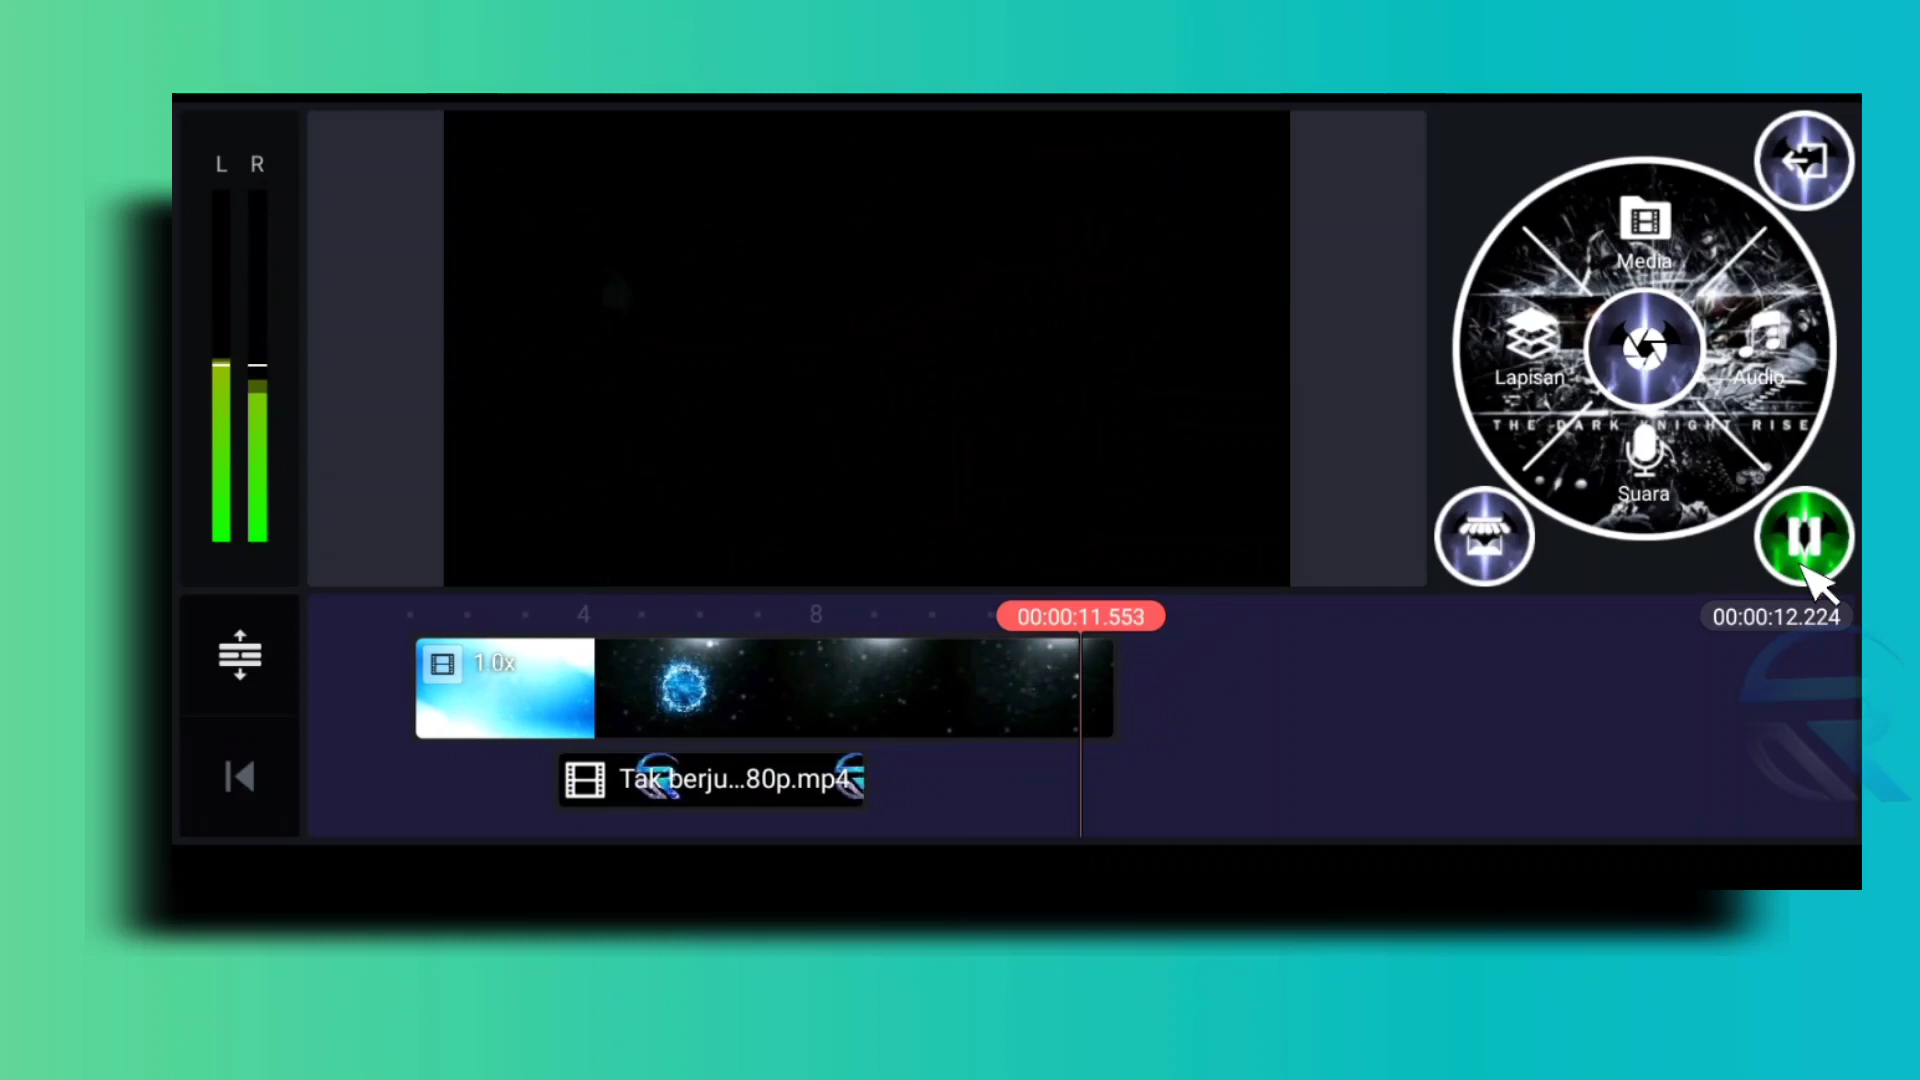 L R
Media
Lapisan
Audio
THE DARK KNIGHT RISE
Suara
4
8
00:00:11.553
00:00:12.224
1.0x
Tak berju...80p.mp4